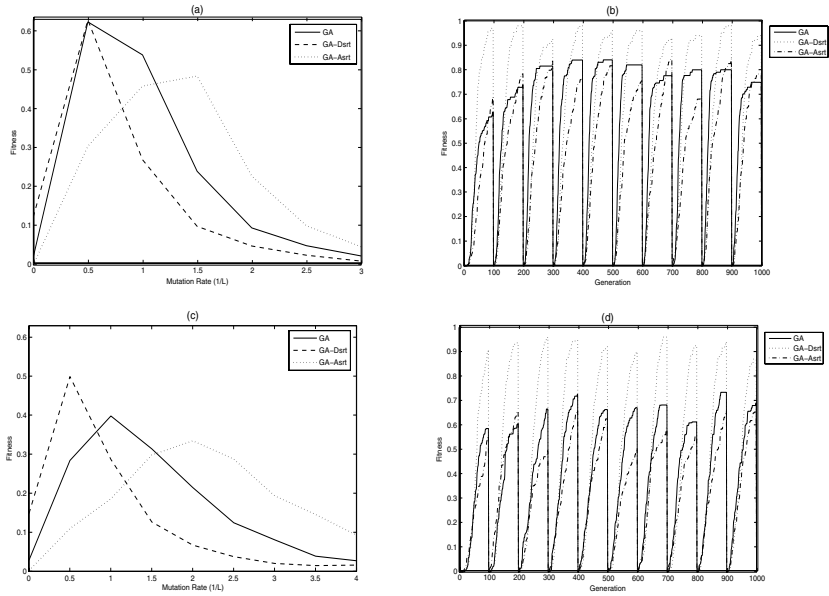 (a)
GA
GA-Dsrt
GA-Asrt
Fitness
0.6
0.5
0.4
0.3
0.2
0.1
0
0 0.5 1 1.5 2 2.5 3
Mutation Rate (1/L)
(b)
GA
GA-Dsrt
GA-Asrt
Fitness
1
0.9
0.8
0.7
0.6
0.5
0.4
0.3
0.2
0.1
0
0 100 200 300 400 500 600 700 800 900 1000
Generation
(c)
GA
GA-Dsrt
GA-Asrt
Fitness
0.6
0.5
0.4
0.3
0.2
0.1
0
0 0.5 1 1.5 2 2.5 3 3.5 4
Mutation Rate (1/L)
(d)
GA
GA-Dsrt
GA-Asrt
Fitness
1
0.9
0.8
0.7
0.6
0.5
0.4
0.3
0.2
0.1
0
0 100 200 300 400 500 600 700 800 900 1000
Generation